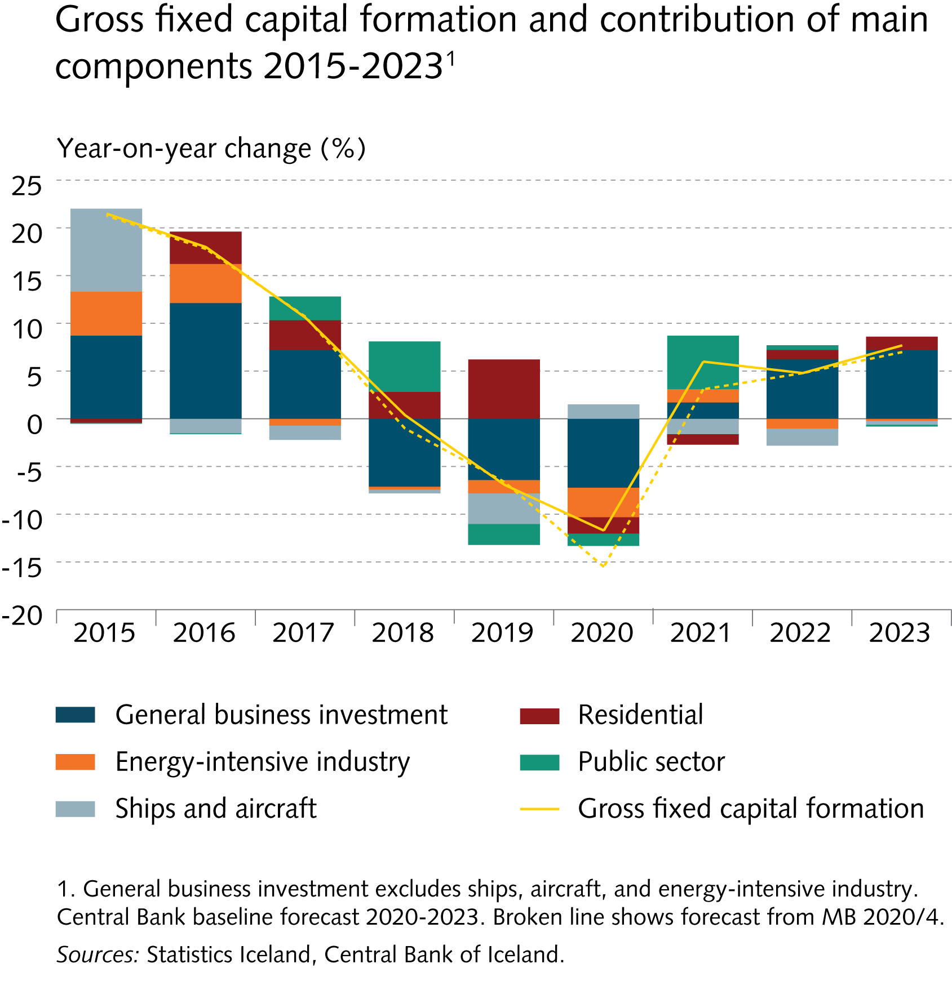 Gross fixed capital formation and contribution of main
components 2015-2023¹
Year-on-year change (%)
25
20
15
10
5
0
-5
-10
-15
-20
2015 2016 2017 2018 2019 2020 2021 2022 2023
General business investment
Residential
Energy-intensive industry
Public sector
Ships and aircraft
Gross fixed capital formation
1. General business investment excludes ships, aircraft, and energy-intensive industry.
Central Bank baseline forecast 2020-2023. Broken line shows forecast from MB 2020/4.
Sources: Statistics Iceland, Central Bank of Iceland.